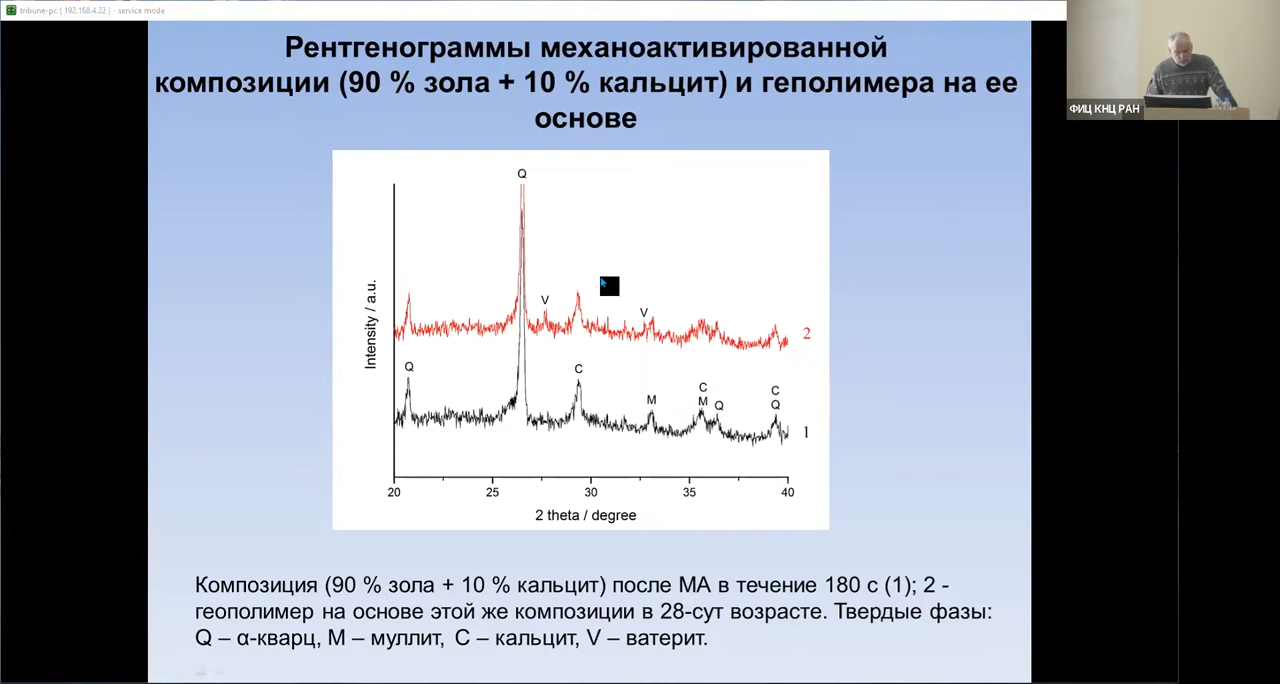 tribune-pc ( 192.168.4.22 ) - service mode
ФИЦ КНЦ РАН
Рентгенограммы механоактивированной
композиции (90 % зола + 10 % кальцит) и геполимера на ее
основе
Q
V
V
2
Intensity / a.u.
Q
C
M
C
M
Q
C
Q
1
20
25
30
35
40
2 theta / degree
Композиция (90 % зола + 10 % кальцит) после МА в течение 180 с (1); 2 -
геополимер на основе этой же композиции в 28-сут возрасте. Твердые фазы:
Q – α-кварц, M – муллит, C – кальцит, V – ватерит.